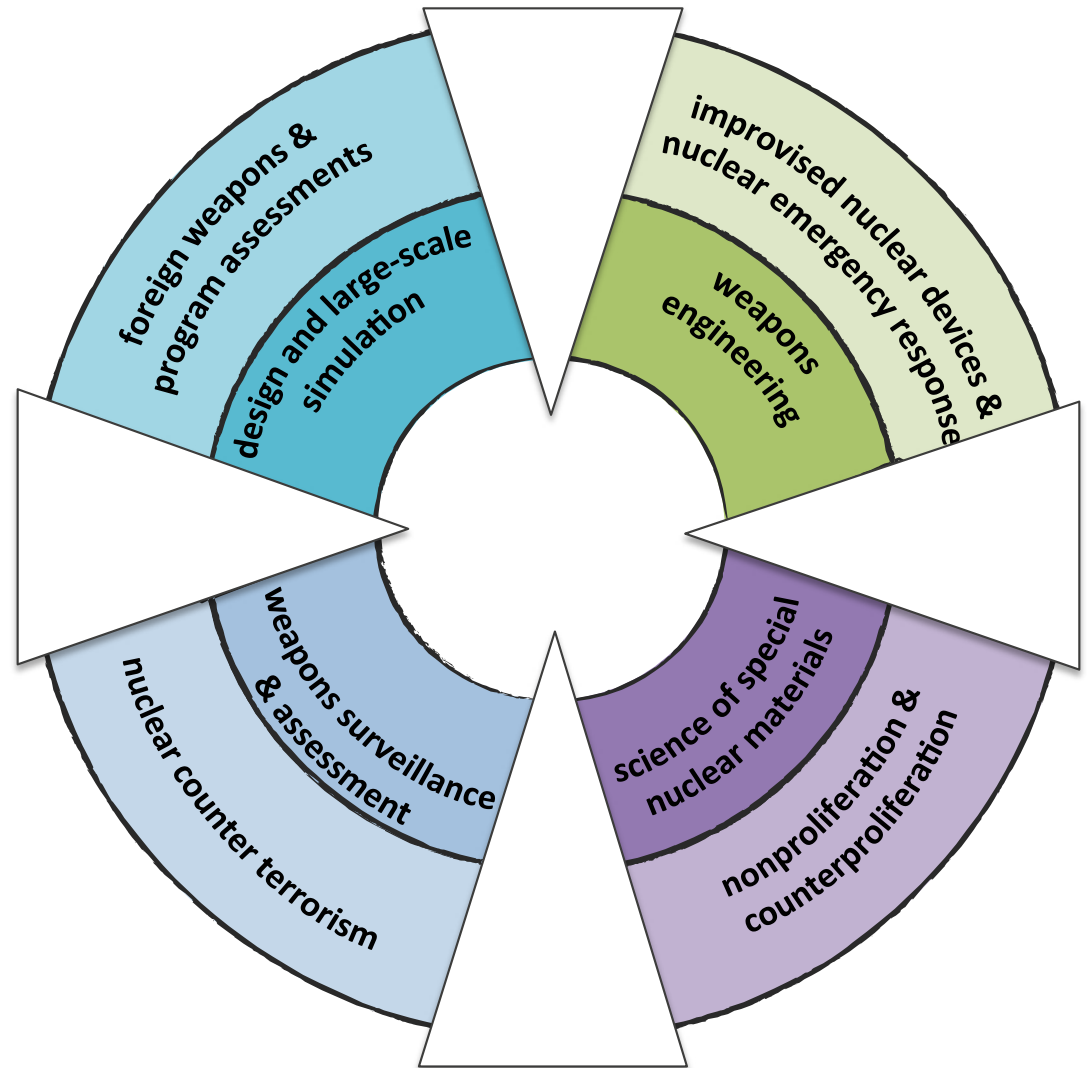 foreign weapons &
program assessments
design and large-scale
simulation
improvised nuclear devices &
nuclear emergency response
weapons
engineering
weapons surveillance
& assessment
nuclear counter terrorism
science of special
nuclear materials
nonproliferation &
counterproliferation